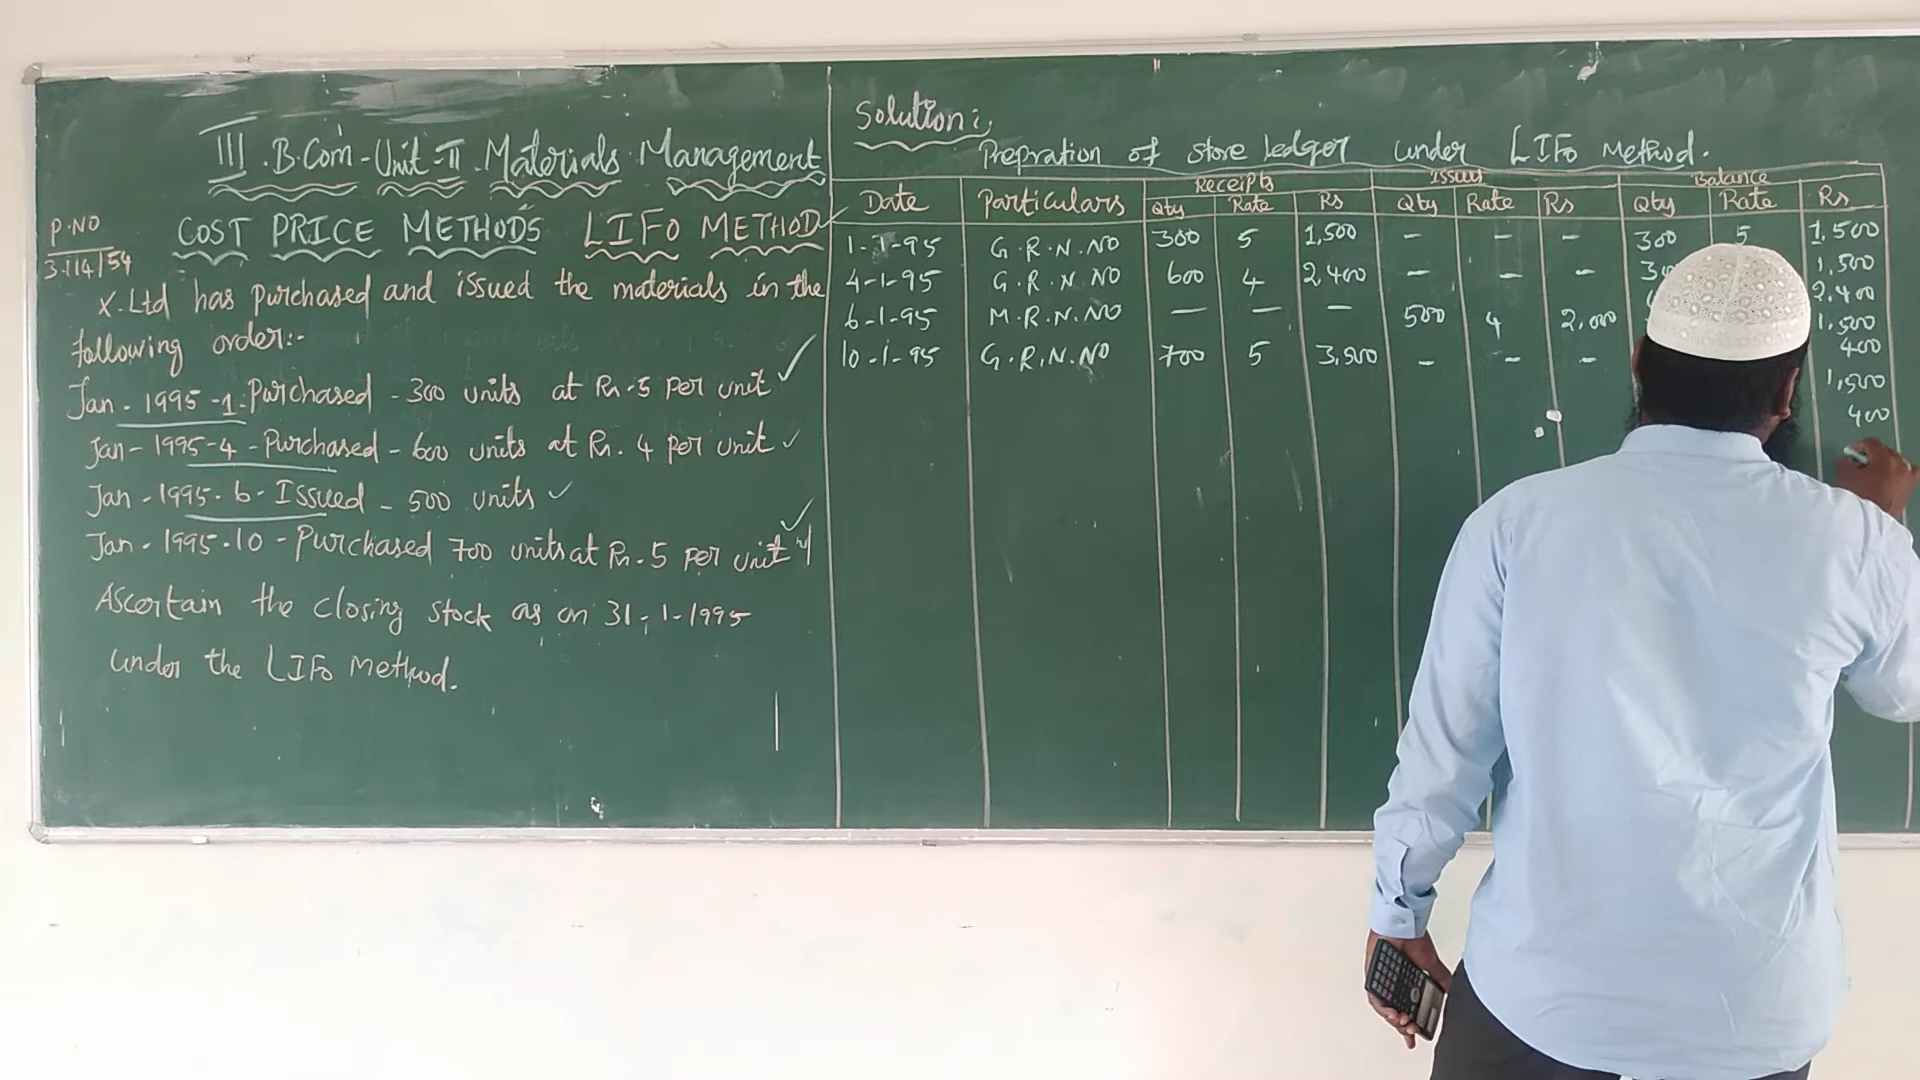 III.B.Com-Unit-II.Materials.Management
COST PRICE METHODS LIFO METHOD
P.NO
3.114/54
X.Ltd has purchased and issued the materials in the
following order:-
Jan-1995-1.Purchased-300 units at Rs.5 per unit
Jan-1995-4-Purchased-600 units at Rs.4 per unit
Jan-1995.6-Issued-500 units
Jan-1995.10-Purchased 700 units at Rs.5 per unit
Ascertain the closing stock as on 31-1-1995
under the LIFO Method.
Solution:
Prepration of store ledger under LIFO Method.
Date Particulars Receipts Issues Balance
Qty Rate Rs Qty Rate Rs Qty Rate Rs
1-1-95 G.R.N.NO 300 5 1,500 - - - 300 5 1,500
4-1-95 G.R.N.NO 600 4 2,400 - - - 1,500
2,400
6-1-95 M.R.N.NO - - - 500 4 2,000 1,500
400
10-1-95 G.R.N.NO 700 5 3,500 - - - 1,500
400